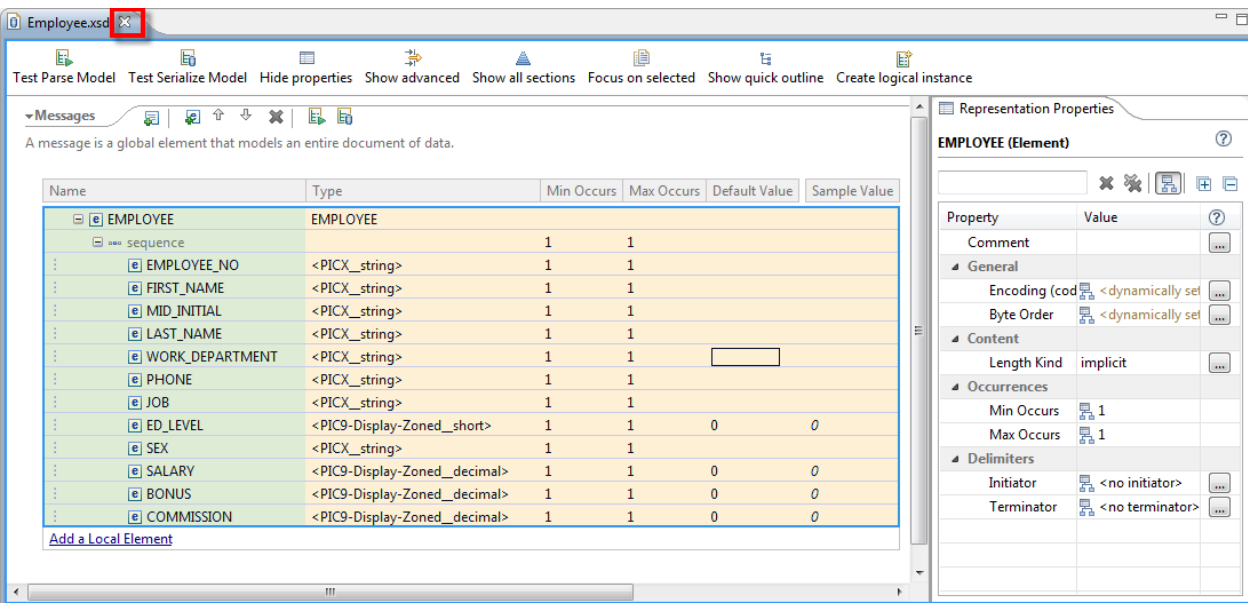 Employee.xsd
Test Parse Model Test Serialize Model Hide properties Show advanced Show all sections Focus on selected Show quick outline Create logical instance
Messages
A message is a global element that models an entire document of data.
Name Type Min Occurs Max Occurs Default Value Sample Value
EMPLOYEE EMPLOYEE
sequence 1 1
EMPLOYEE_NO <PICX__string> 1 1
FIRST_NAME <PICX__string> 1 1
MID_INITIAL <PICX__string> 1 1
LAST_NAME <PICX__string> 1 1
WORK_DEPARTMENT <PICX__string> 1 1
PHONE <PICX__string> 1 1
JOB <PICX__string> 1 1
ED_LEVEL <PIC9-Display-Zoned__short> 1 1 0 0
SEX <PICX__string> 1 1
SALARY <PIC9-Display-Zoned__decimal> 1 1 0 0
BONUS <PIC9-Display-Zoned__decimal> 1 1 0 0
COMMISSION <PIC9-Display-Zoned__decimal> 1 1 0 0
Add a Local Element
Representation Properties
EMPLOYEE (Element)
Property Value
Comment ...
General
Encoding (cod <dynamically set ...
Byte Order <dynamically set ...
Content
Length Kind implicit ...
Occurrences
Min Occurs 1
Max Occurs 1
Delimiters
Initiator <no initiator> ...
Terminator <no terminator> ...